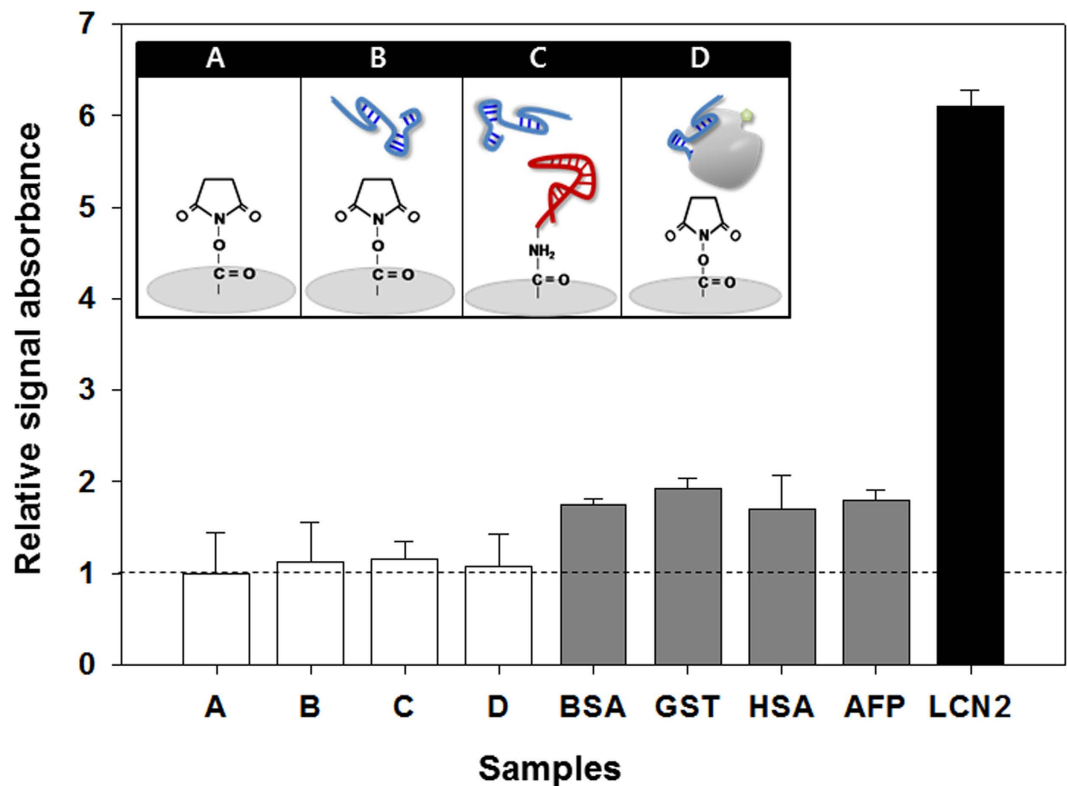 Relative signal absorbance
7
6
5
4
3
2
1
0
A B C D
O N O O N O O N O
O O NH₂ O
C=O C=O C=O C=O
A B C D BSA GST HSA AFP LCN2
Samples